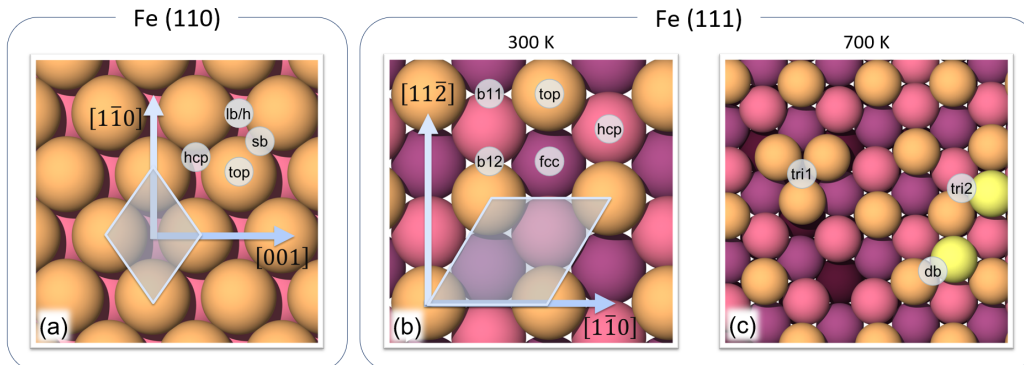 Fe (110)
Fe (111)
300 K
700 K
[11̄0]
lb/h
sb
hcp
top
[001]
(a)
[112̄]
b11
top
hcp
b12
fcc
[11̄0]
(b)
tri1
tri2
db
(c)